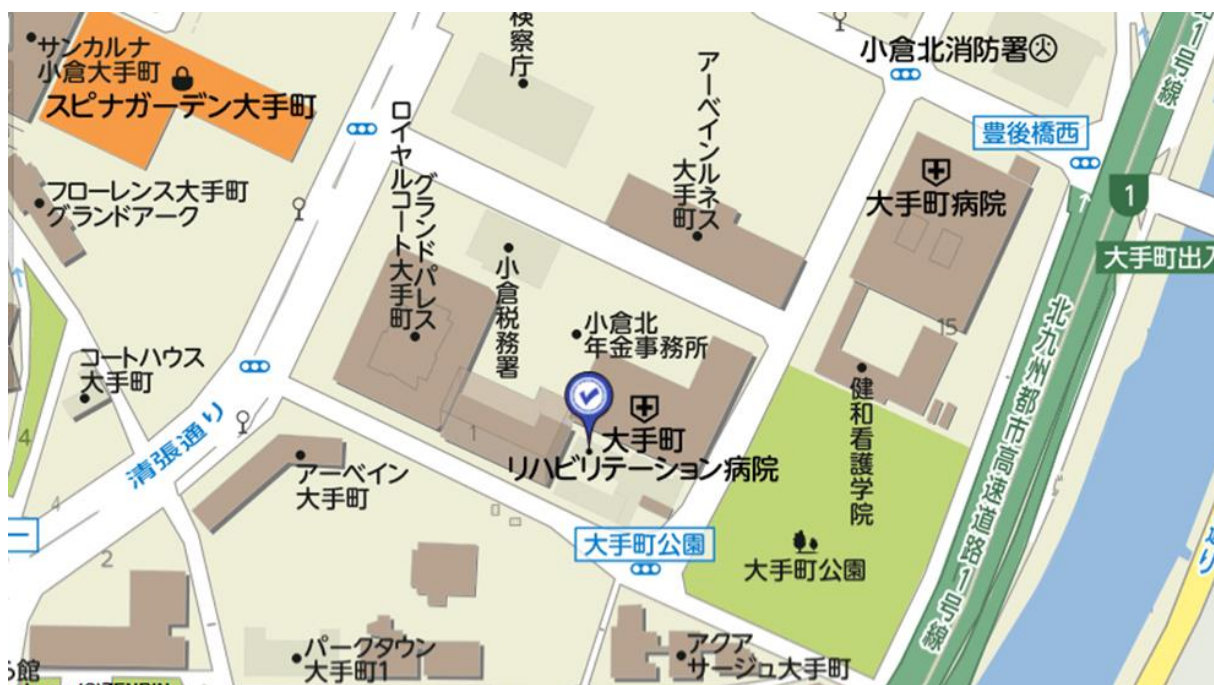 サンカルナ
小倉大手町
スピナガーデン大手町
検察庁
小倉北消防署
火
1号線
豊後橋西
アーベインルネス
大手町
大手町病院
1
大手町出入
フローレンス大手町
グランドアーク
グランドパレス
ロイヤルコート大手町
小倉税務署
小倉北
年金事務所
15
北九州都市高速道路1号線
コートハウス
大手町
4
清張通り
4
アーベイン
大手町
1
大手町
リハビリテーション病院
健和看護学院
大手町公園
大手町公園
2
パークタウン
大手町1
アクア
サージュ大手町
り